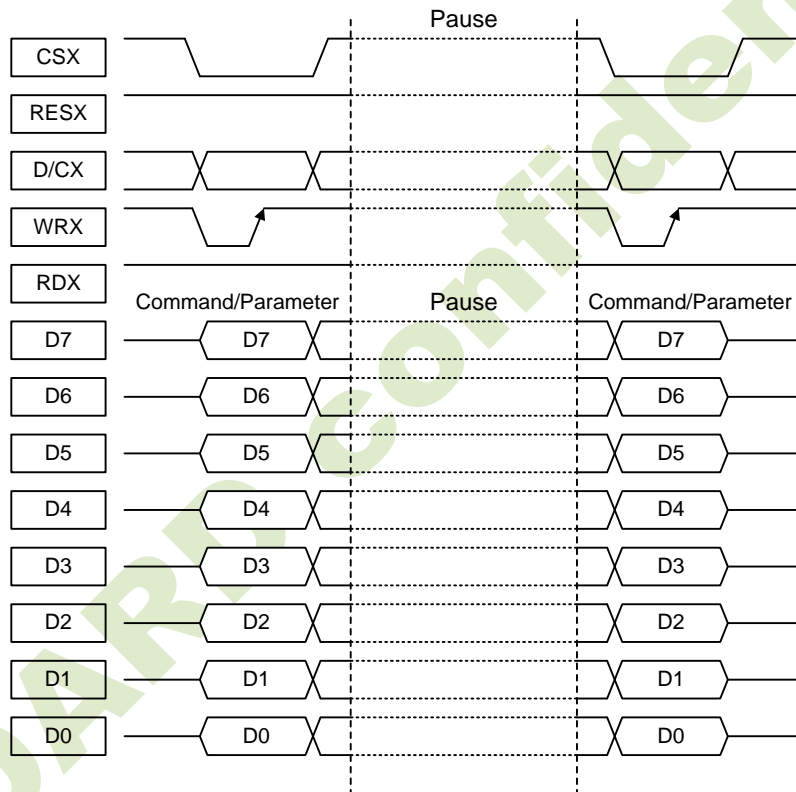 Pause
CSX
RESX
D/CX
WRX
RDX
Command/Parameter Pause Command/Parameter
D7 D7 D7
D6 D6 D6
D5 D5 D5
D4 D4 D4
D3 D3 D3
D2 D2 D2
D1 D1 D1
D0 D0 D0